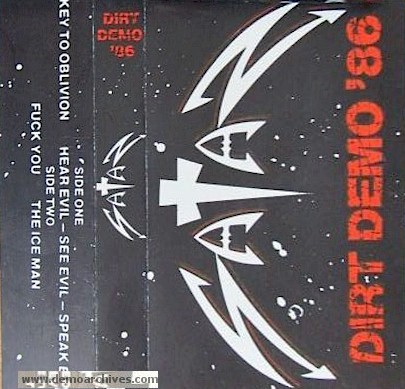 SATAN
DIRT DEMO '86
DIRT
DEMO
'86
SATAN
SIDE ONE
KEY TO OBLIVION HEAR EVIL – SEE EVIL – SPEAK
SIDE TWO
FUCK YOU THE ICE MAN
www.demoarchives.com